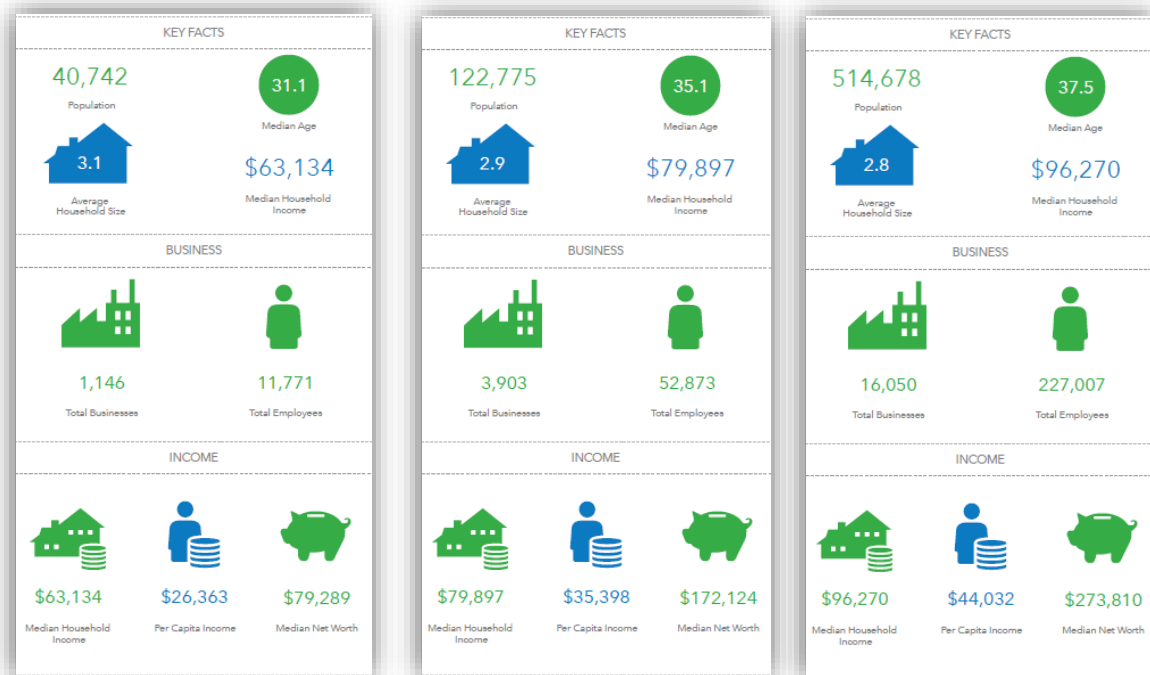 KEY FACTS
40,742
Population
31.1
Median Age
3.1
Average
Household Size
$63,134
Median Household
Income
BUSINESS
1,146
Total Businesses
11,771
Total Employees
INCOME
$63,134
Median Household
Income
$26,363
Per Capita Income
$79,289
Median Net Worth
KEY FACTS
122,775
Population
35.1
Median Age
2.9
Average
Household Size
$79,897
Median Household
Income
BUSINESS
3,903
Total Businesses
52,873
Total Employees
INCOME
$79,897
Median Household
Income
$35,398
Per Capita Income
$172,124
Median Net Worth
KEY FACTS
514,678
Population
37.5
Median Age
2.8
Average
Household Size
$96,270
Median Household
Income
BUSINESS
16,050
Total Businesses
227,007
Total Employees
INCOME
$96,270
Median Household
Income
$44,032
Per Capita Income
$273,810
Median Net Worth